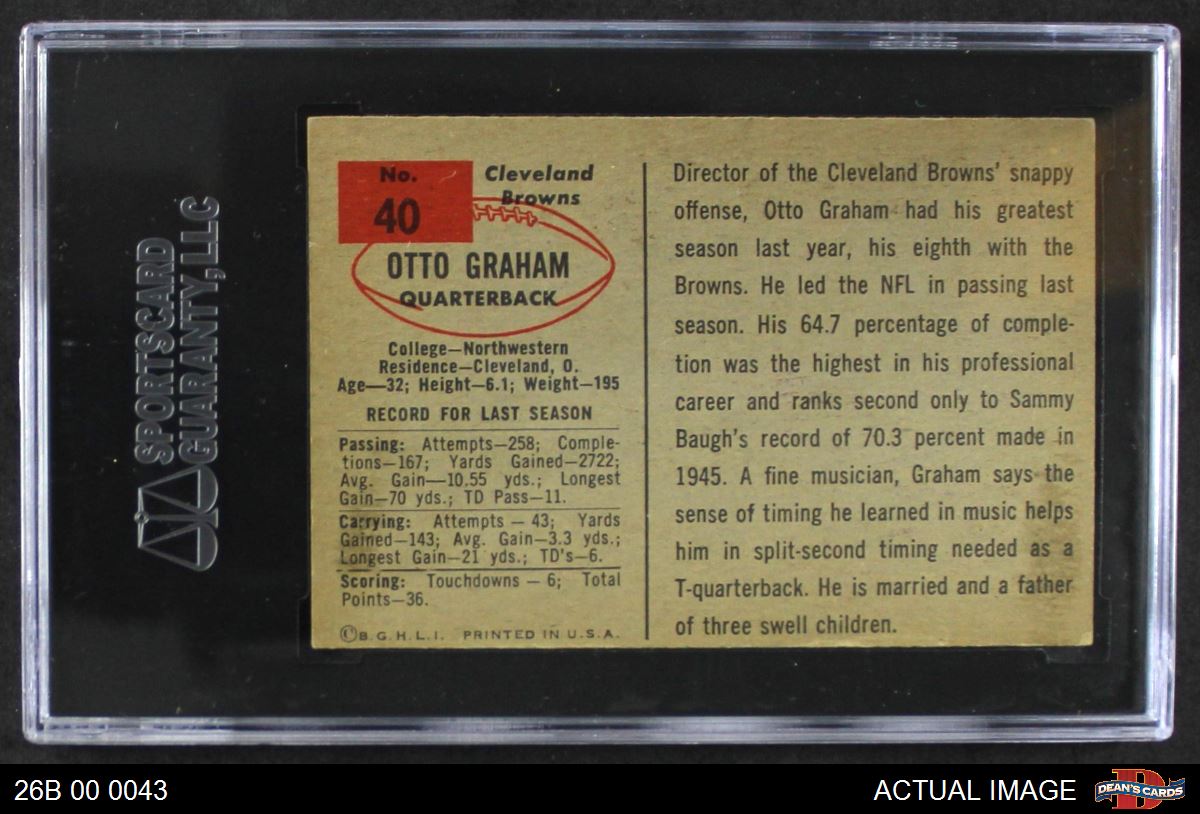 SPORTSCARD
GUARANTY, LLC
No.
40
Cleveland
Browns
OTTO GRAHAM
QUARTERBACK
College—Northwestern
Residence—Cleveland, O.
Age—32; Height—6.1; Weight—195
RECORD FOR LAST SEASON
Passing: Attempts—258; Comple-
tions—167; Yards Gained—2722;
Avg. Gain—10.55 yds.; Longest
Gain—70 yds.; TD Pass—11.
Carrying: Attempts — 43; Yards
Gained—143; Avg. Gain—3.3 yds.;
Longest Gain—21 yds.; TD's—6.
Scoring: Touchdowns — 6; Total
Points—36.
©B.G.H.L.I. PRINTED IN U.S.A.
Director of the Cleveland Browns' snappy
offense, Otto Graham had his greatest
season last year, his eighth with the
Browns. He led the NFL in passing last
season. His 64.7 percentage of comple-
tion was the highest in his professional
career and ranks second only to Sammy
Baugh's record of 70.3 percent made in
1945. A fine musician, Graham says the
sense of timing he learned in music helps
him in split-second timing needed as a
T-quarterback. He is married and a father
of three swell children.
26B 00 0043
ACTUAL IMAGE
D
DEAN'S CARDS